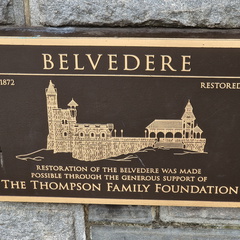 BELVEDERE
1872 RESTORED
RESTORATION OF THE BELVEDERE WAS MADE
POSSIBLE THROUGH THE GENEROUS SUPPORT OF
THE THOMPSON FAMILY FOUNDATION